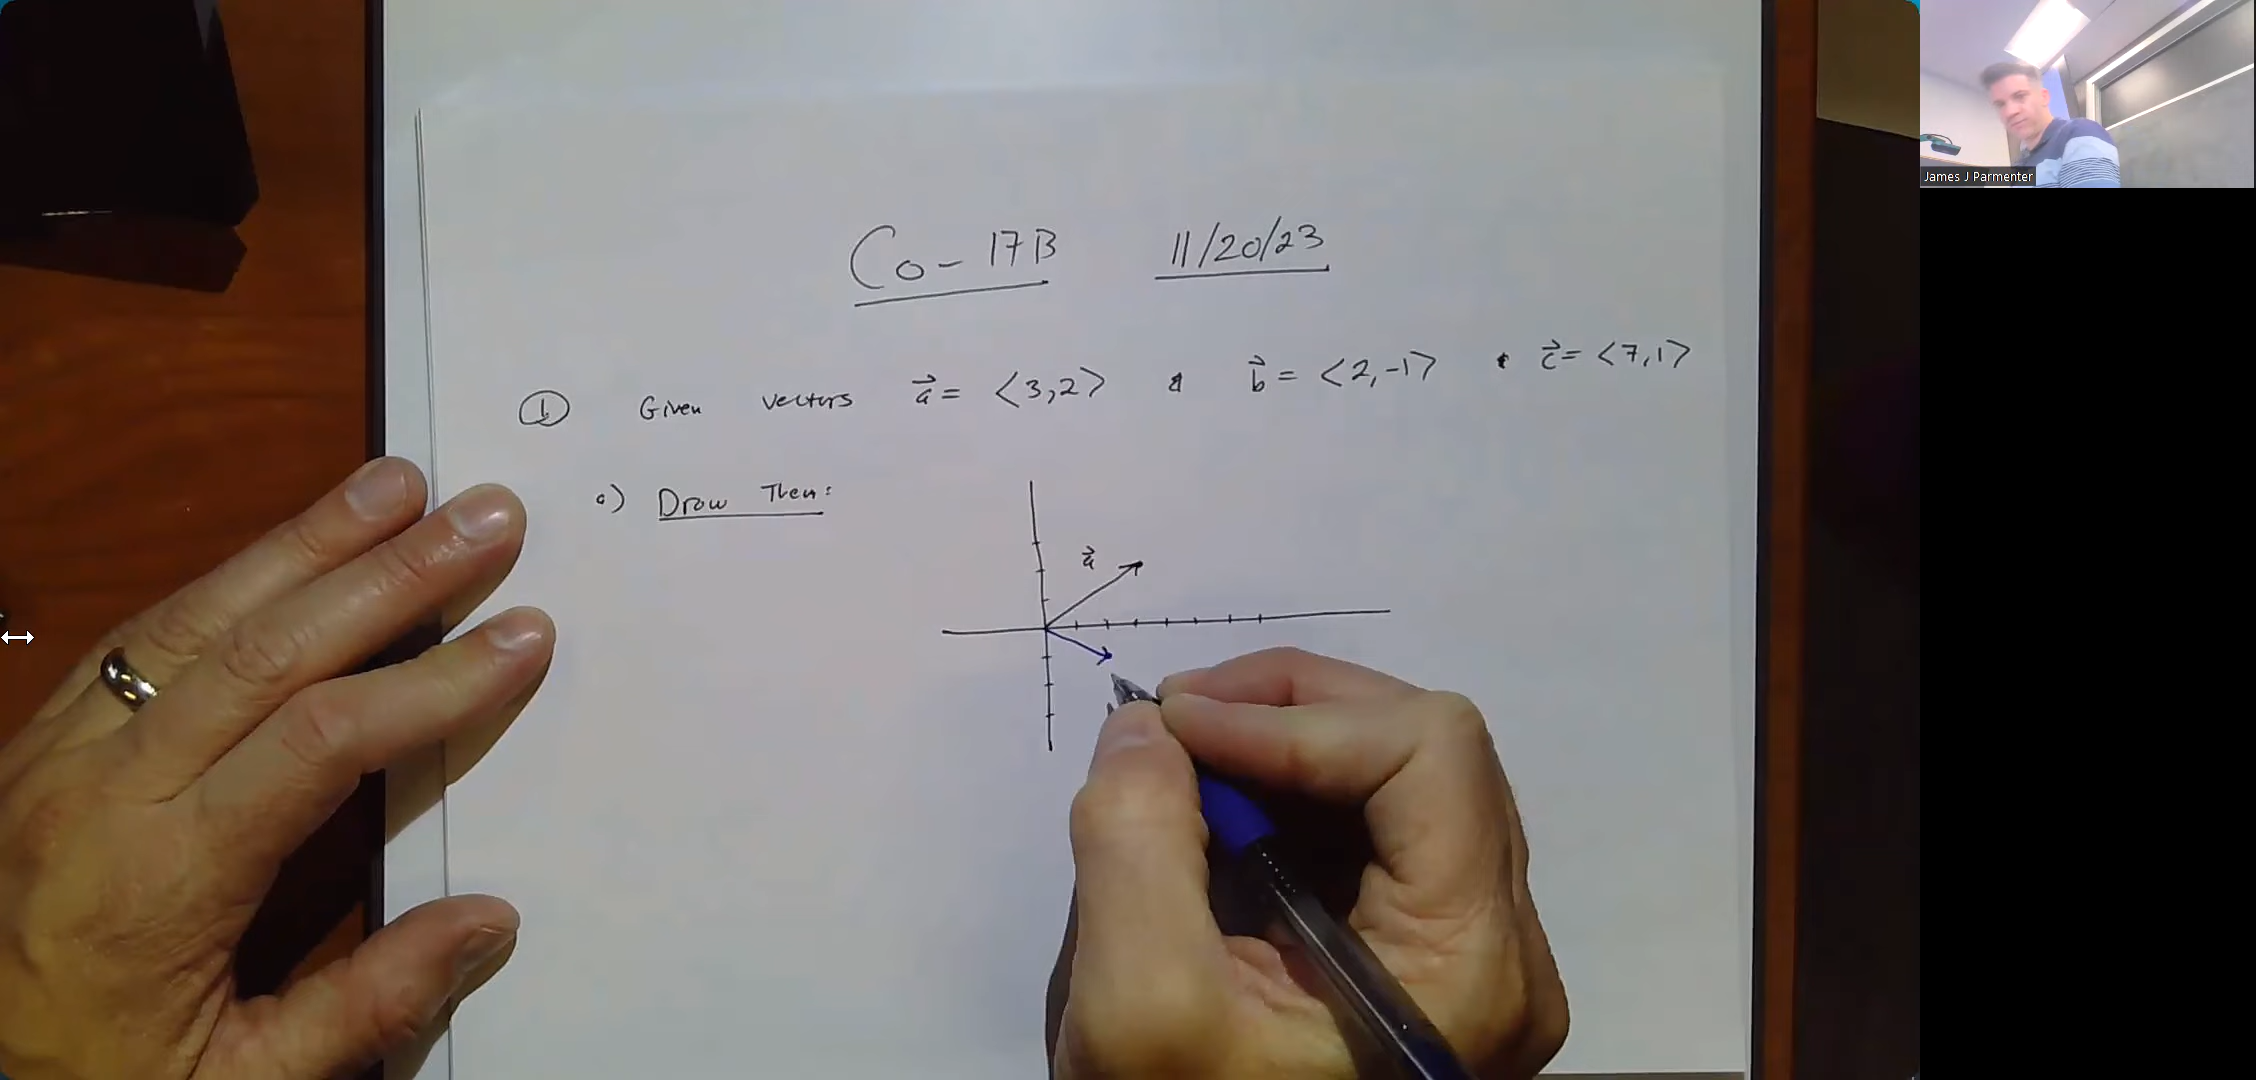 Co-17B 11/20/23
① Given vectors a⃗ = <3,2> & b⃗ = <2,-1> & c⃗ = <7,1>
a) Draw Them:
a⃗
James J Parmenter